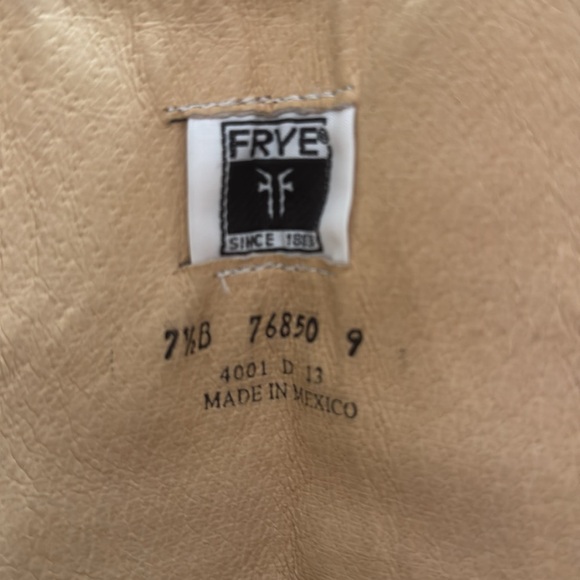 FRYE®
SINCE 1863
7½B 76850 9
4001 D 13
MADE IN MEXICO